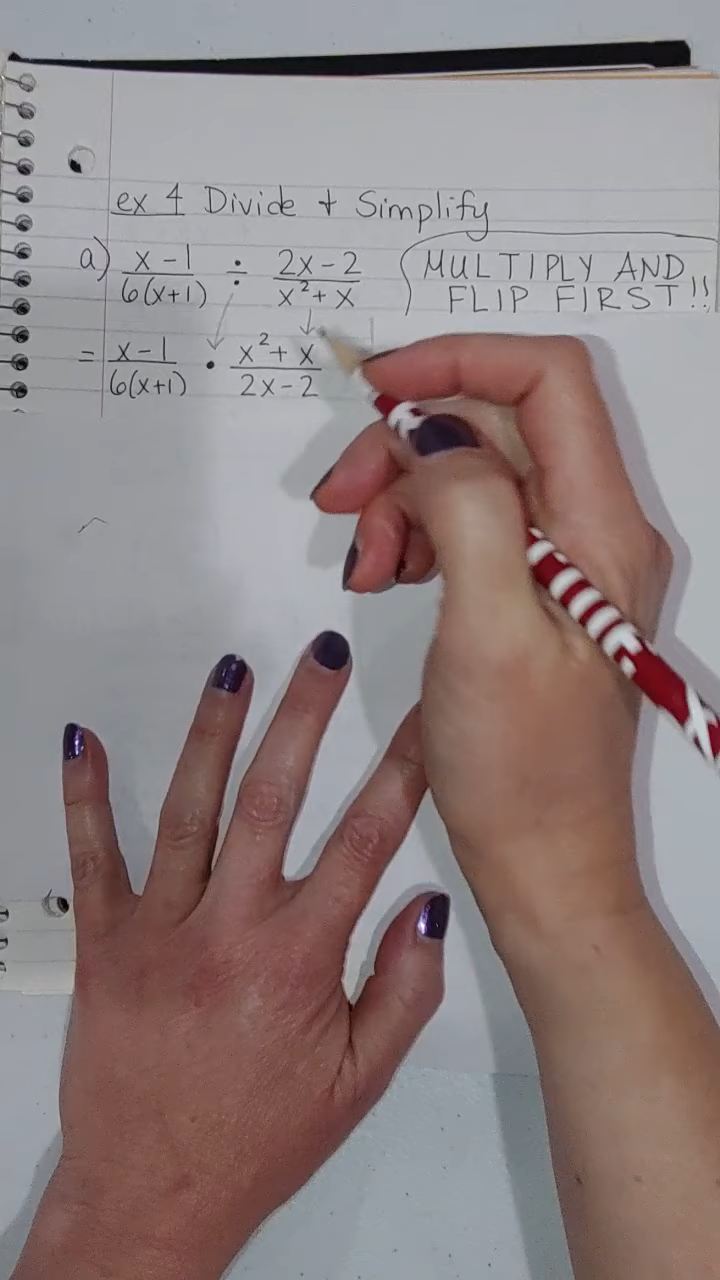 ex 4 Divide + Simplify
a) x - 1 / 6(x+1) ÷ 2x - 2 / x² + x MULTIPLY AND FLIP FIRST!!
= x - 1 / 6(x+1) • x² + x / 2x - 2